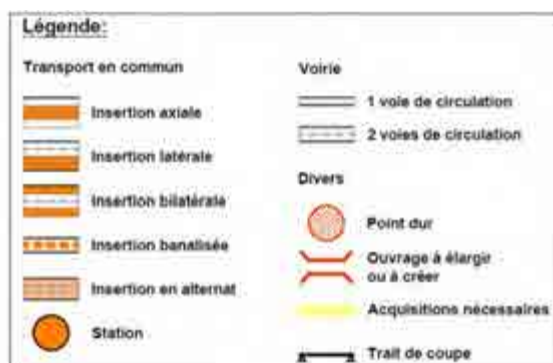 Légende:
Transport en commun
Insertion axiale
Insertion latérale
Insertion bilatérale
Insertion banalisée
Insertion en alternat
Station
Voirie
1 voie de circulation
2 voies de circulation
Divers
Point dur
Ouvrage à élargir
ou à créer
Acquisitions nécessaires
Trait de coupe